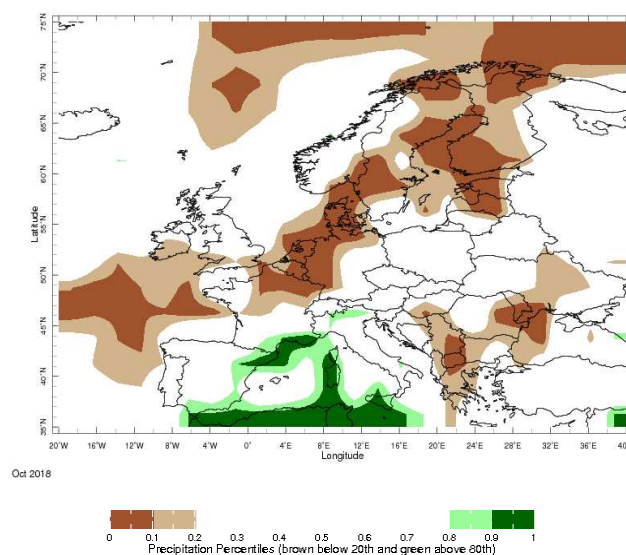 75°N
70°N
65°N
60°N
55°N
50°N
45°N
40°N
35°N
Latitude
20°W 16°W 12°W 8°W 4°W 0° 4°E 8°E 12°E 16°E 20°E 24°E 28°E 32°E 36°E 40
Longitude
Oct 2018
0 0.1 0.2 0.3 0.4 0.5 0.6 0.7 0.8 0.9 1
Precipitation Percentiles (brown below 20th and green above 80th)